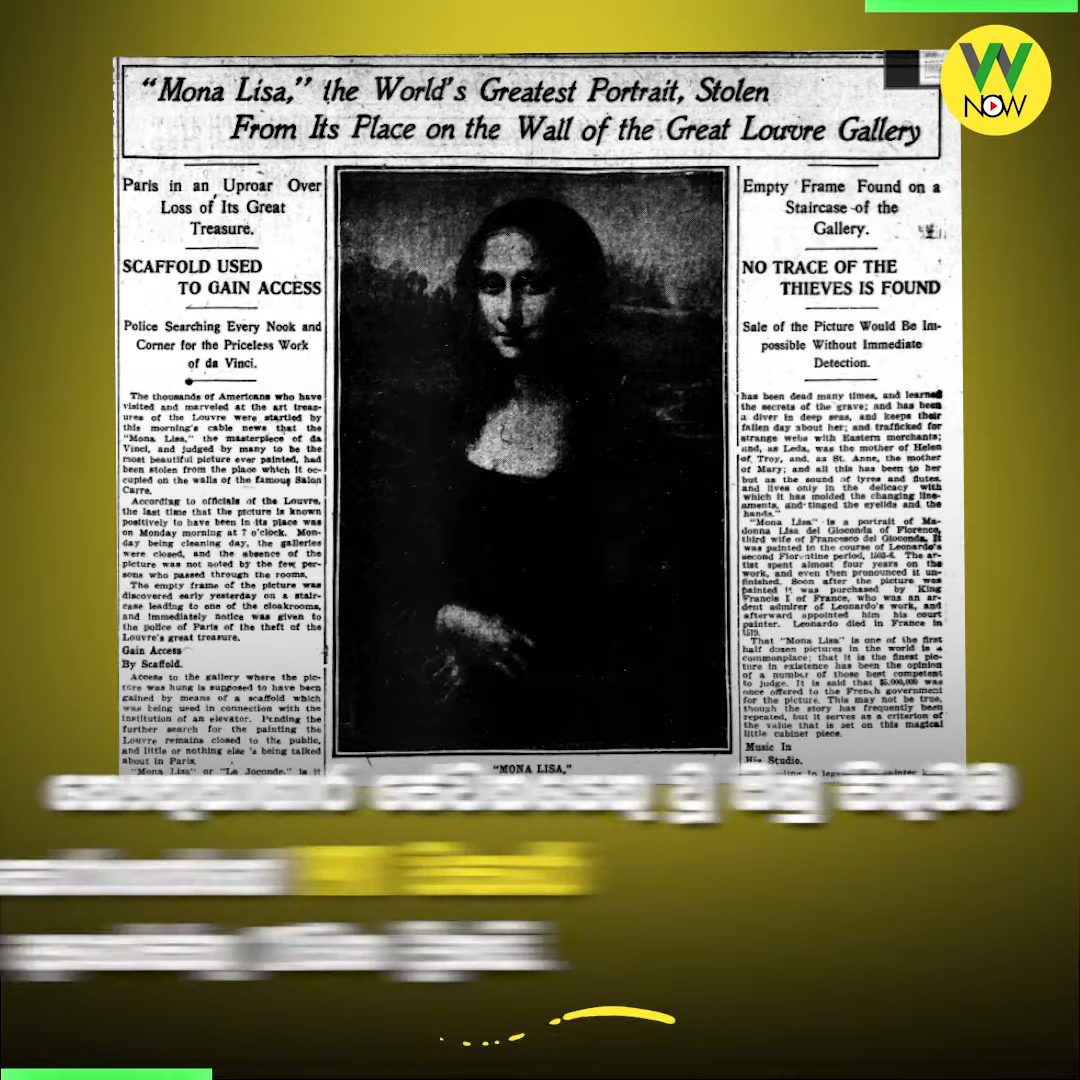 W
NOW
“Mona Lisa,” the World’s Greatest Portrait, Stolen
From Its Place on the Wall of the Great Louvre Gallery
Paris in an Uproar Over
Loss of Its Great
Treasure.
SCAFFOLD USED
TO GAIN ACCESS
Police Searching Every Nook and
Corner for the Priceless Work
of da Vinci.
The thousands of Americans who have
visited and marveled at the art treas-
ures of the Louvre were startled by
this morning's cable news that the
"Mona Lisa," the masterpiece of da
Vinci, and judged by many to be the
most beautiful picture ever painted, had
been stolen from the place which it oc-
cupied on the walls of the famous Salon
Carre.
According to officials of the Louvre,
the last time that the picture is known
positively to have been in its place was
on Monday morning at 7 o'clock. Mon-
day being cleaning day, the galleries
were closed, and the absence of the
picture was not noted by the few per-
sons who passed through the rooms.
The empty frame of the picture was
discovered early yesterday on a stair-
case leading to one of the cloakrooms,
and immediately notice was given to
the police of Paris of the theft of the
Louvre's great treasure.
Gain Access
By Scaffold.
Access to the gallery where the pic-
ture was hung is supposed to have been
gained by means of a scaffold which
was being used in connection with the
institution of an elevator. Pending the
further search for the painting the
Louvre remains closed to the public,
and little or nothing else is being talked
about in Paris.
"Mona Lisa" or "La Joconde," is it
"MONA LISA."
Empty Frame Found on a
Staircase of the
Gallery.
NO TRACE OF THE
THIEVES IS FOUND
Sale of the Picture Would Be Im-
possible Without Immediate
Detection.
has been dead many times, and learned
the secrets of the grave; and has been
a diver in deep seas, and keeps their
fallen day about her; and trafficked for
strange webs with Eastern merchants;
and, as Leda, was the mother of Helen
of Troy, and, as St. Anne, the mother
of Mary; and all this has been to her
but as the sound of lyres and flutes,
and lives only in the delicacy with
which it has molded the changing line-
aments, and tinged the eyelids and the
hands."
"Mona Lisa" is a portrait of Ma-
donna Lisa del Gioconda of Florence,
third wife of Francesco del Gioconda. It
was painted in the course of Leonardo's
second Florentine period, 1503-6. The ar-
tist spent almost four years on the
work, and even then pronounced it un-
finished. Soon after the picture was
painted it was purchased by King
Francis I of France, who was an ar-
dent admirer of Leonardo's work, and
afterward appointed him his court
painter. Leonardo died in France in
1519.
That "Mona Lisa" is one of the first
half dozen pictures in the world is a
commonplace; that it is the finest pic-
ture in existence has been the opinion
of a number of those best competent
to judge. It is said that $5,000,000 was
once offered to the French government
for the picture. This may not be true,
though the story has frequently been
repeated, but it serves as a criterion of
the value that is set on this magical
little cabinet piece.
Music In
His Studio.